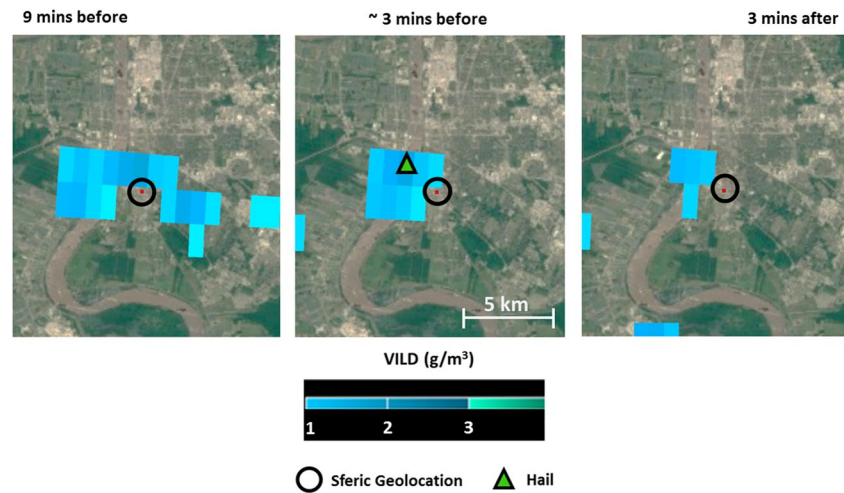 9 mins before
~ 3 mins before
3 mins after
5 km
VILD (g/m³)
1 2 3
Sferic Geolocation Hail